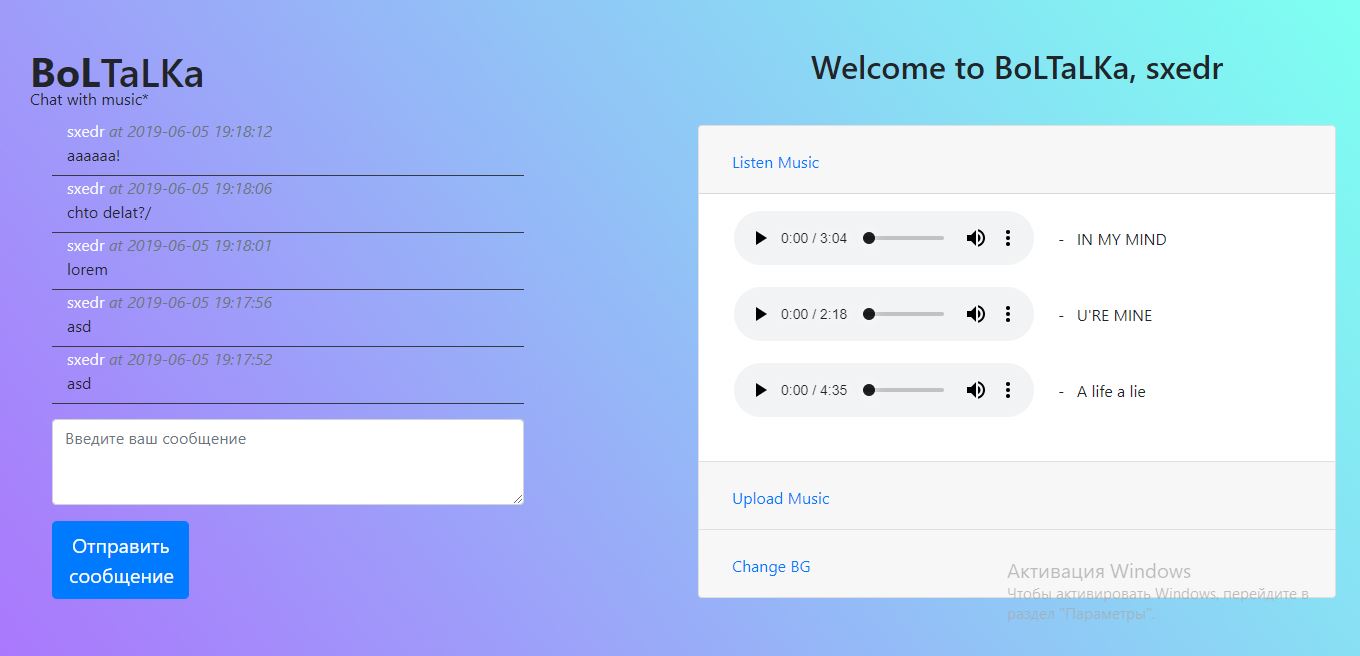 BoLTaLKa
Chat with music*
sxedr at 2019-06-05 19:18:12
aaaaaa!
sxedr at 2019-06-05 19:18:06
chto delat?/
sxedr at 2019-06-05 19:18:01
lorem
sxedr at 2019-06-05 19:17:56
asd
sxedr at 2019-06-05 19:17:52
asd
Введите ваш сообщение
Отправить
сообщение
Welcome to BoLTaLKa, sxedr
Listen Music
0:00 / 3:04 - IN MY MIND
0:00 / 2:18 - U'RE MINE
0:00 / 4:35 - A life a lie
Upload Music
Change BG
Активация Windows
Чтобы активировать Windows, перейдите в
раздел "Параметры".